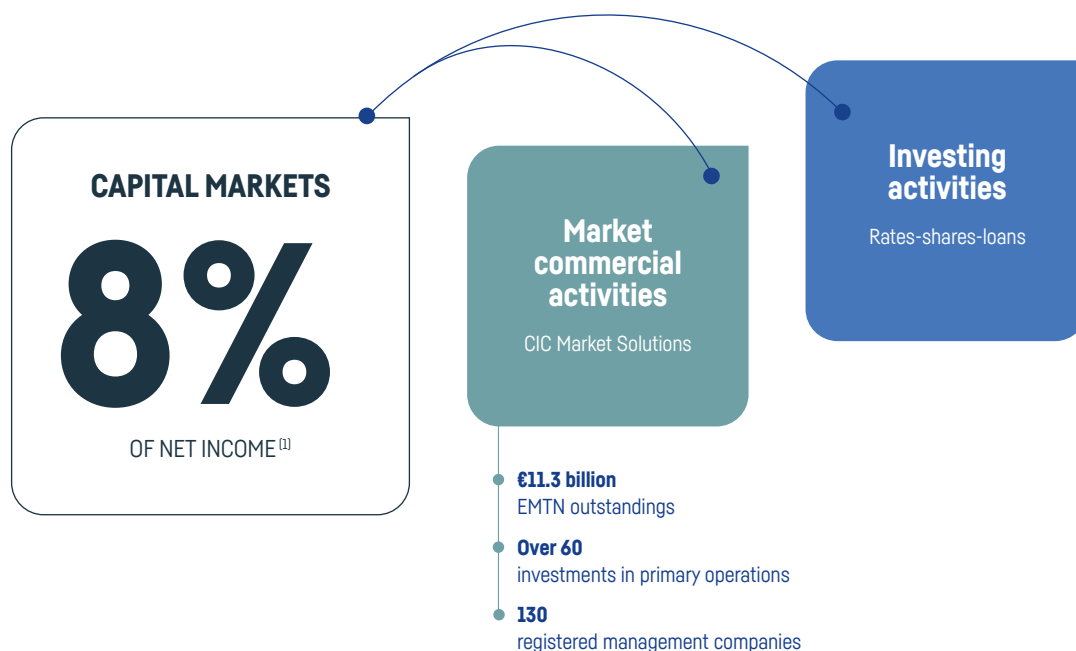 CAPITAL MARKETS
8%
OF NET INCOME (1)
Market
commercial
activities
CIC Market Solutions
€11.3 billion
EMTN outstandings
Over 60
investments in primary operations
130
registered management companies
Investing
activities
Rates-shares-loans